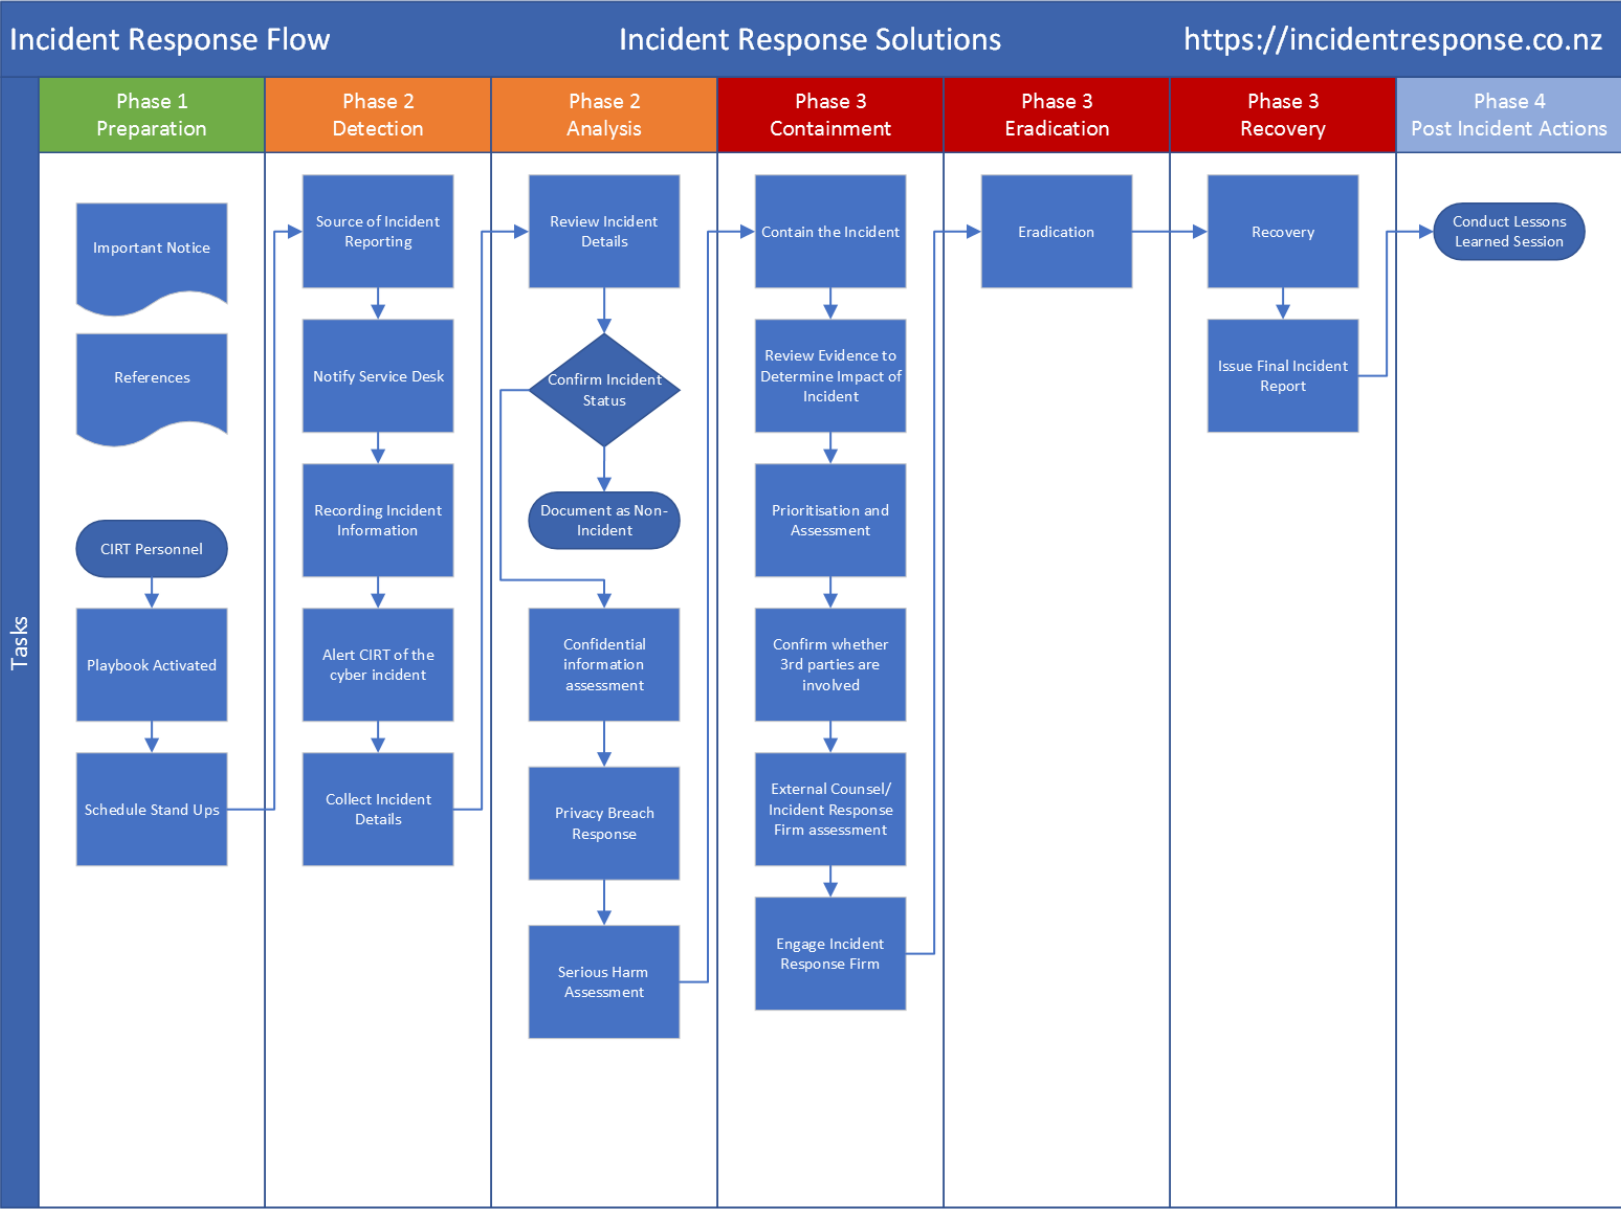 Incident Response Flow
Incident Response Solutions
https://incidentresponse.co.nz
Tasks
Phase 1
Preparation
Phase 2
Detection
Phase 2
Analysis
Phase 3
Containment
Phase 3
Eradication
Phase 3
Recovery
Phase 4
Post Incident Actions
Important Notice
References
CIRT Personnel
Playbook Activated
Schedule Stand Ups
Source of Incident
Reporting
Notify Service Desk
Recording Incident
Information
Alert CIRT of the
cyber incident
Collect Incident
Details
Review Incident
Details
Confirm Incident
Status
Document as Non-
Incident
Confidential
information
assessment
Privacy Breach
Response
Serious Harm
Assessment
Contain the Incident
Review Evidence to
Determine Impact of
Incident
Prioritisation and
Assessment
Confirm whether
3rd parties are
involved
External Counsel/
Incident Response
Firm assessment
Engage Incident
Response Firm
Eradication
Recovery
Issue Final Incident
Report
Conduct Lessons
Learned Session